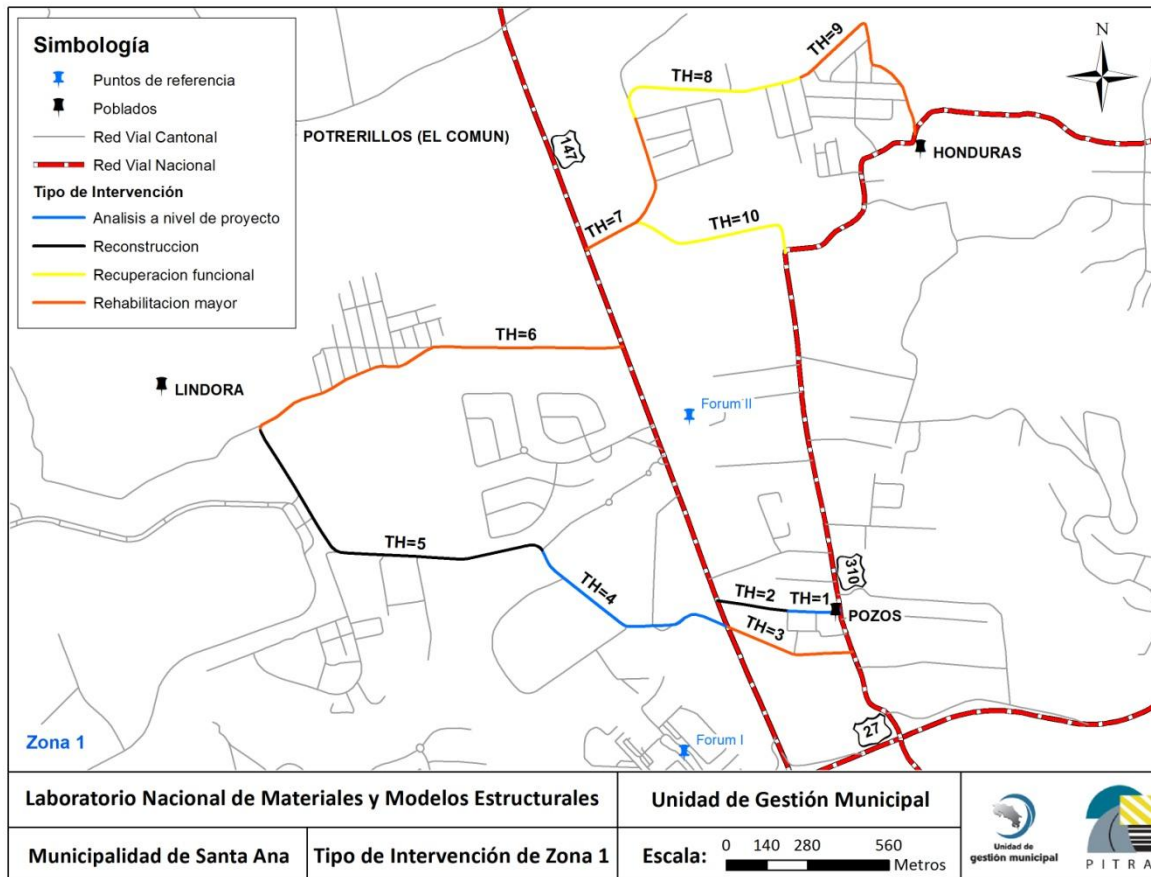 Simbología
Puntos de referencia
Poblados
Red Vial Cantonal
Red Vial Nacional
Tipo de Intervención
Analisis a nivel de proyecto
Reconstruccion
Recuperacion funcional
Rehabilitacion mayor
N
TH=9
TH=8
POTRERILLOS (EL COMUN)
147
HONDURAS
TH=7
TH=10
TH=6
LINDORA
Forum II
TH=5
TH=4
310
TH=2
TH=1
POZOS
TH=3
27
Zona 1
Forum I
Laboratorio Nacional de Materiales y Modelos Estructurales
Unidad de Gestión Municipal
Municipalidad de Santa Ana
Tipo de Intervención de Zona 1
Escala:
0 140 280 560
Metros
Unidad de
gestión municipal
PITRA